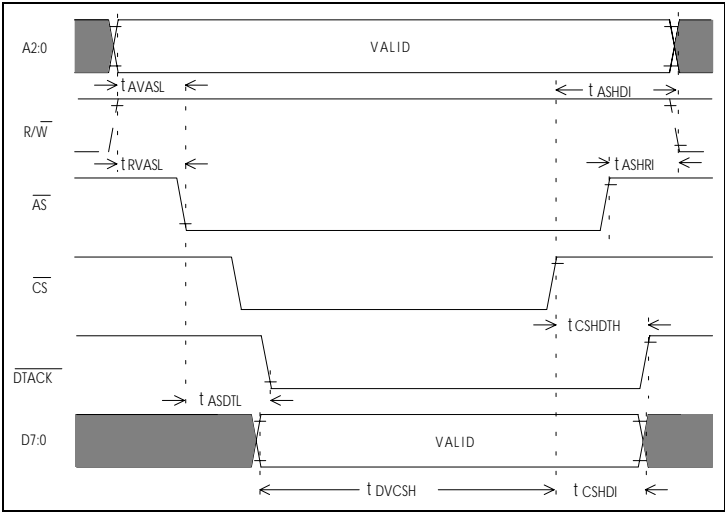 A2:0
VALID
t AVASL
t ASHDI
R/W
t RVASL
t ASHRI
AS
CS
t CSHDTH
DTACK
t ASDTL
D7:0
VALID
t DVCSH
t CSHDI